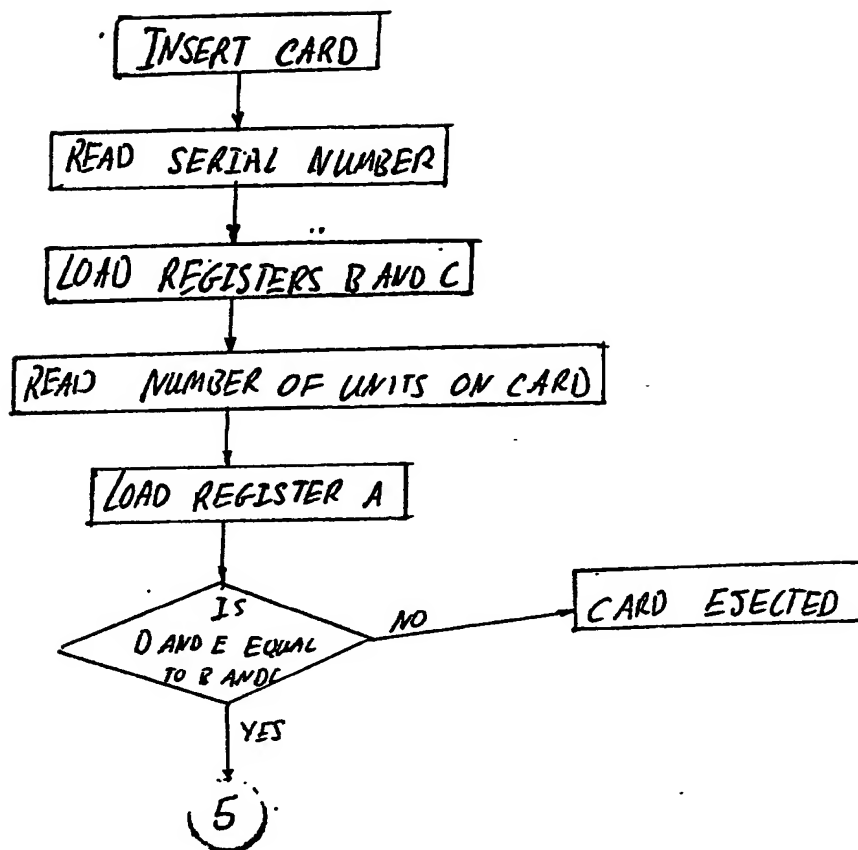 INSERT CARD
READ SERIAL NUMBER
LOAD REGISTERS B AND C
READ NUMBER OF UNITS ON CARD
LOAD REGISTER A
IS
D AND E EQUAL
TO B AND C
NO
CARD EJECTED
YES
5